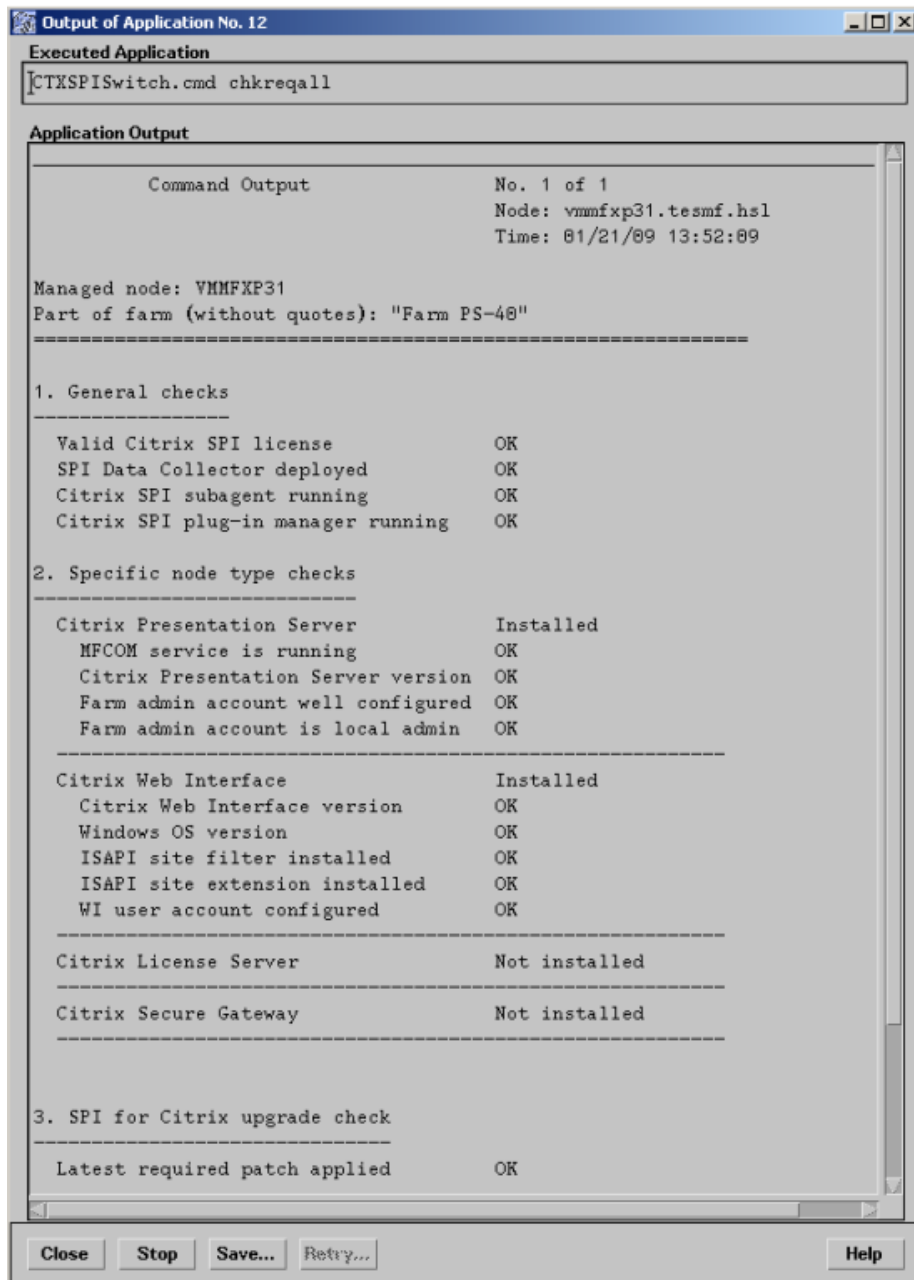 Output of Application No. 12
Executed Application
CTXSPISwitch.cmd chkreqall
Application Output
Command Output No. 1 of 1
Node: vmmfxp31.tesmf.hsl
Time: 01/21/09 13:52:09
Managed node: VMMFXP31
Part of farm (without quotes): "Farm PS-40"
==============================================================
1. General checks
-----------------
Valid Citrix SPI license OK
SPI Data Collector deployed OK
Citrix SPI subagent running OK
Citrix SPI plug-in manager running OK
2. Specific node type checks
----------------------------
Citrix Presentation Server Installed
MFCOM service is running OK
Citrix Presentation Server version OK
Farm admin account well configured OK
Farm admin account is local admin OK
----------------------------------------------------------
Citrix Web Interface Installed
Citrix Web Interface version OK
Windows OS version OK
ISAPI site filter installed OK
ISAPI site extension installed OK
WI user account configured OK
----------------------------------------------------------
Citrix License Server Not installed
----------------------------------------------------------
Citrix Secure Gateway Not installed
----------------------------------------------------------
3. SPI for Citrix upgrade check
-------------------------------
Latest required patch applied OK
Close Stop Save... Retry... Help